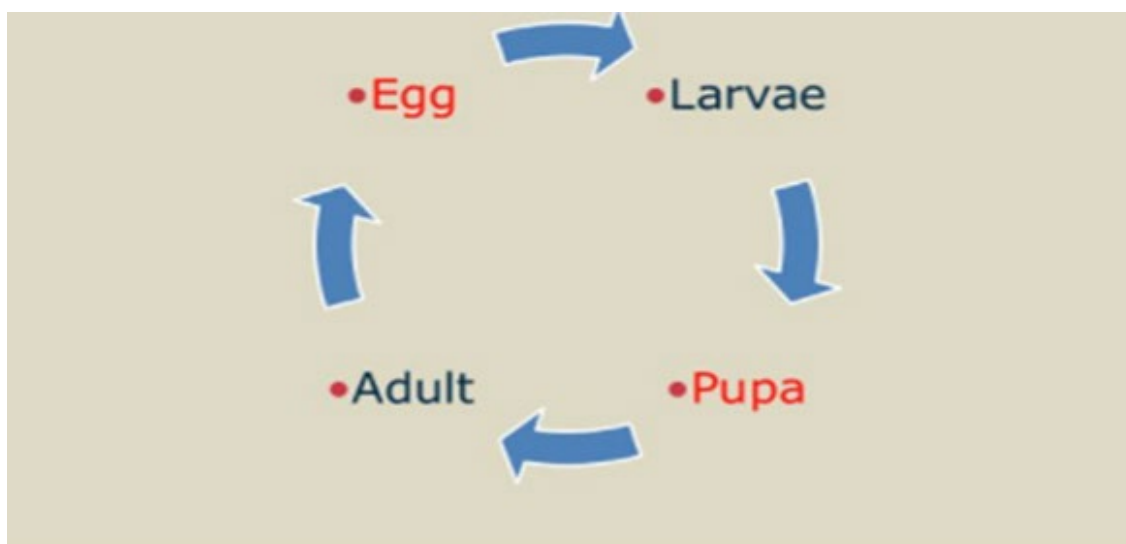 •Egg
•Larvae
•Adult
•Pupa